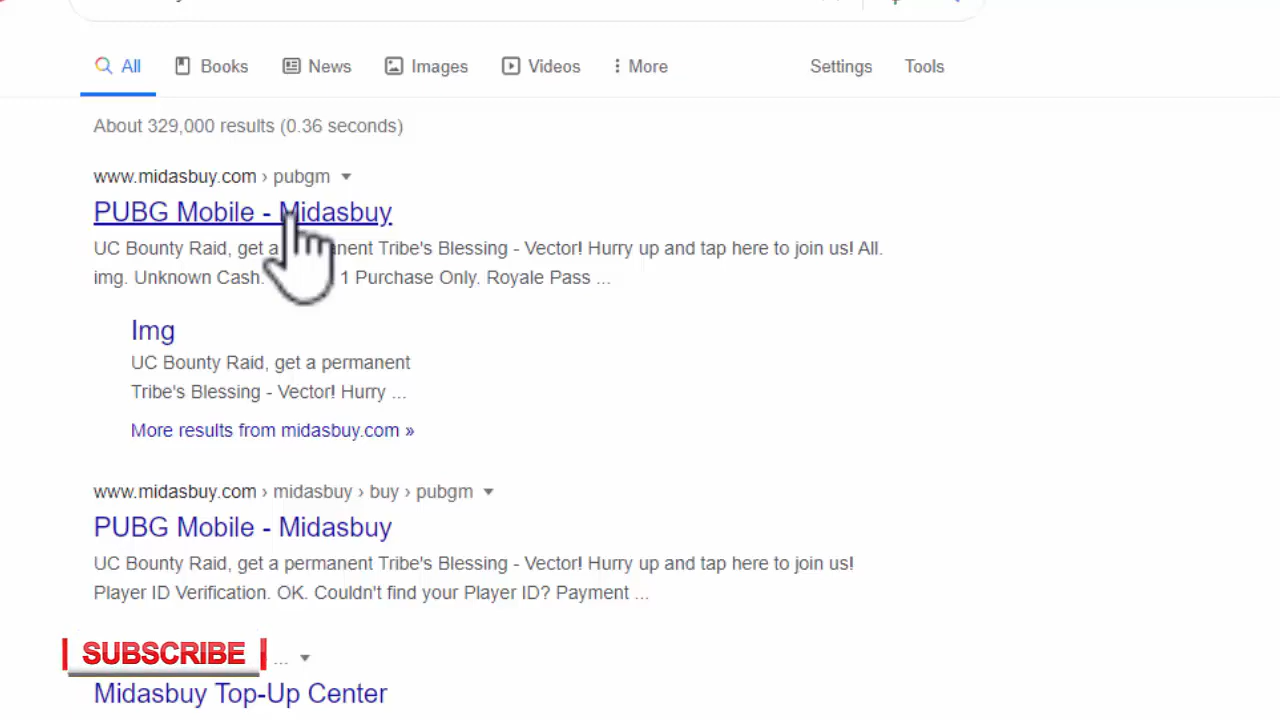 All Books News Images Videos More Settings Tools
About 329,000 results (0.36 seconds)
www.midasbuy.com › pubgm
PUBG Mobile - Midasbuy
UC Bounty Raid, get a Tribe's Blessing - Vector! Hurry up and tap here to join us! All.
img. Unknown Cash. 1 Purchase Only. Royale Pass ...
Img
UC Bounty Raid, get a permanent
Tribe's Blessing - Vector! Hurry ...
More results from midasbuy.com »
www.midasbuy.com › midasbuy › buy › pubgm
PUBG Mobile - Midasbuy
UC Bounty Raid, get a permanent Tribe's Blessing - Vector! Hurry up and tap here to join us!
Player ID Verification. OK. Couldn't find your Player ID? Payment ...
SUBSCRIBE ...
Midasbuy Top-Up Center